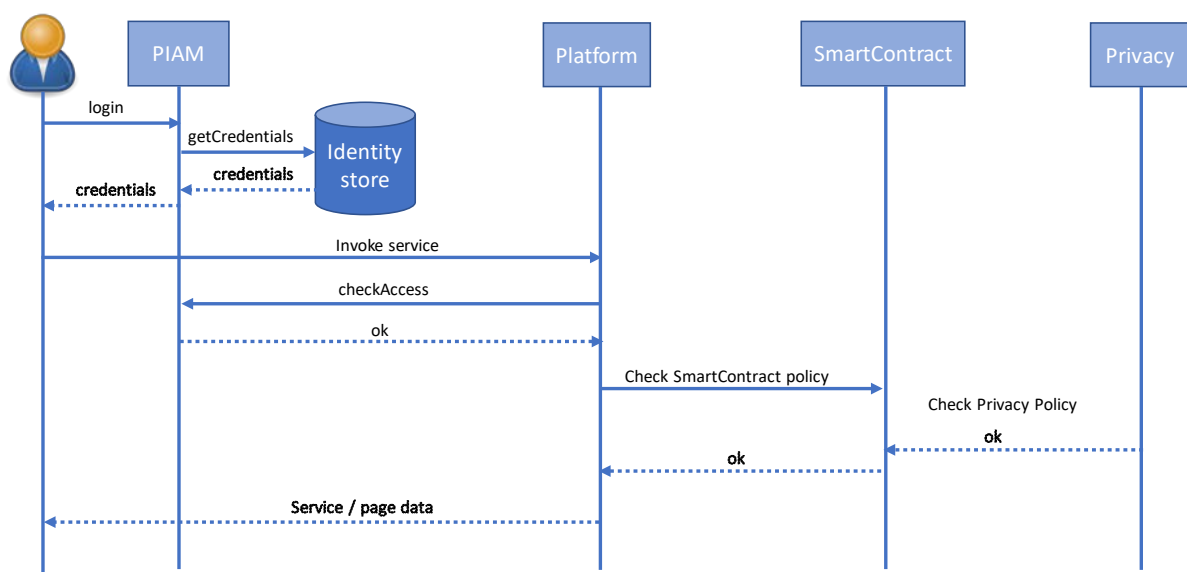 PIAM
Platform
SmartContract
Privacy
login
getCredentials
Identity
store
credentials
credentials
Invoke service
checkAccess
ok
Check SmartContract policy
Check Privacy Policy
ok
ok
Service / page data